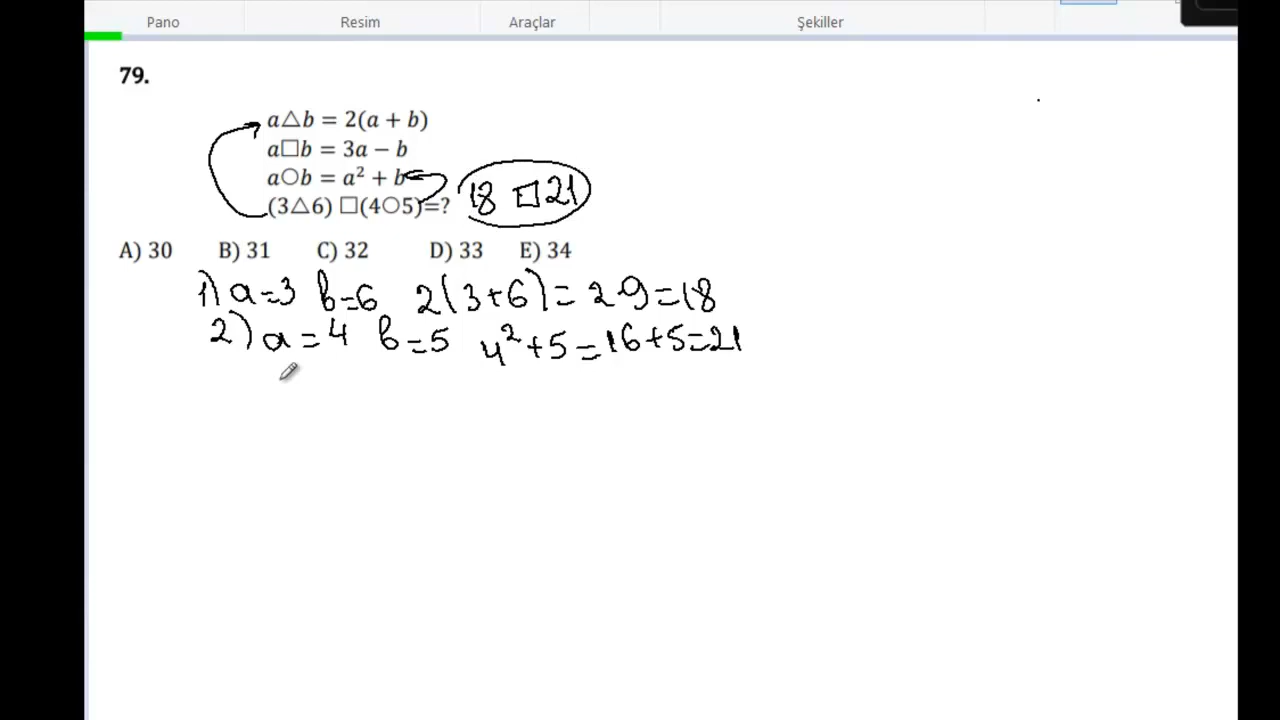 Pano Resim Araçlar Şekiller
79.
a△b = 2(a + b)
a□b = 3a − b
a○b = a² + b
(3△6) □(4○5)=?
18 □ 21
A) 30 B) 31 C) 32 D) 33 E) 34
1) a=3 b=6 2(3+6)= 2·9=18
2) a=4 b=5 4²+5=16+5=21